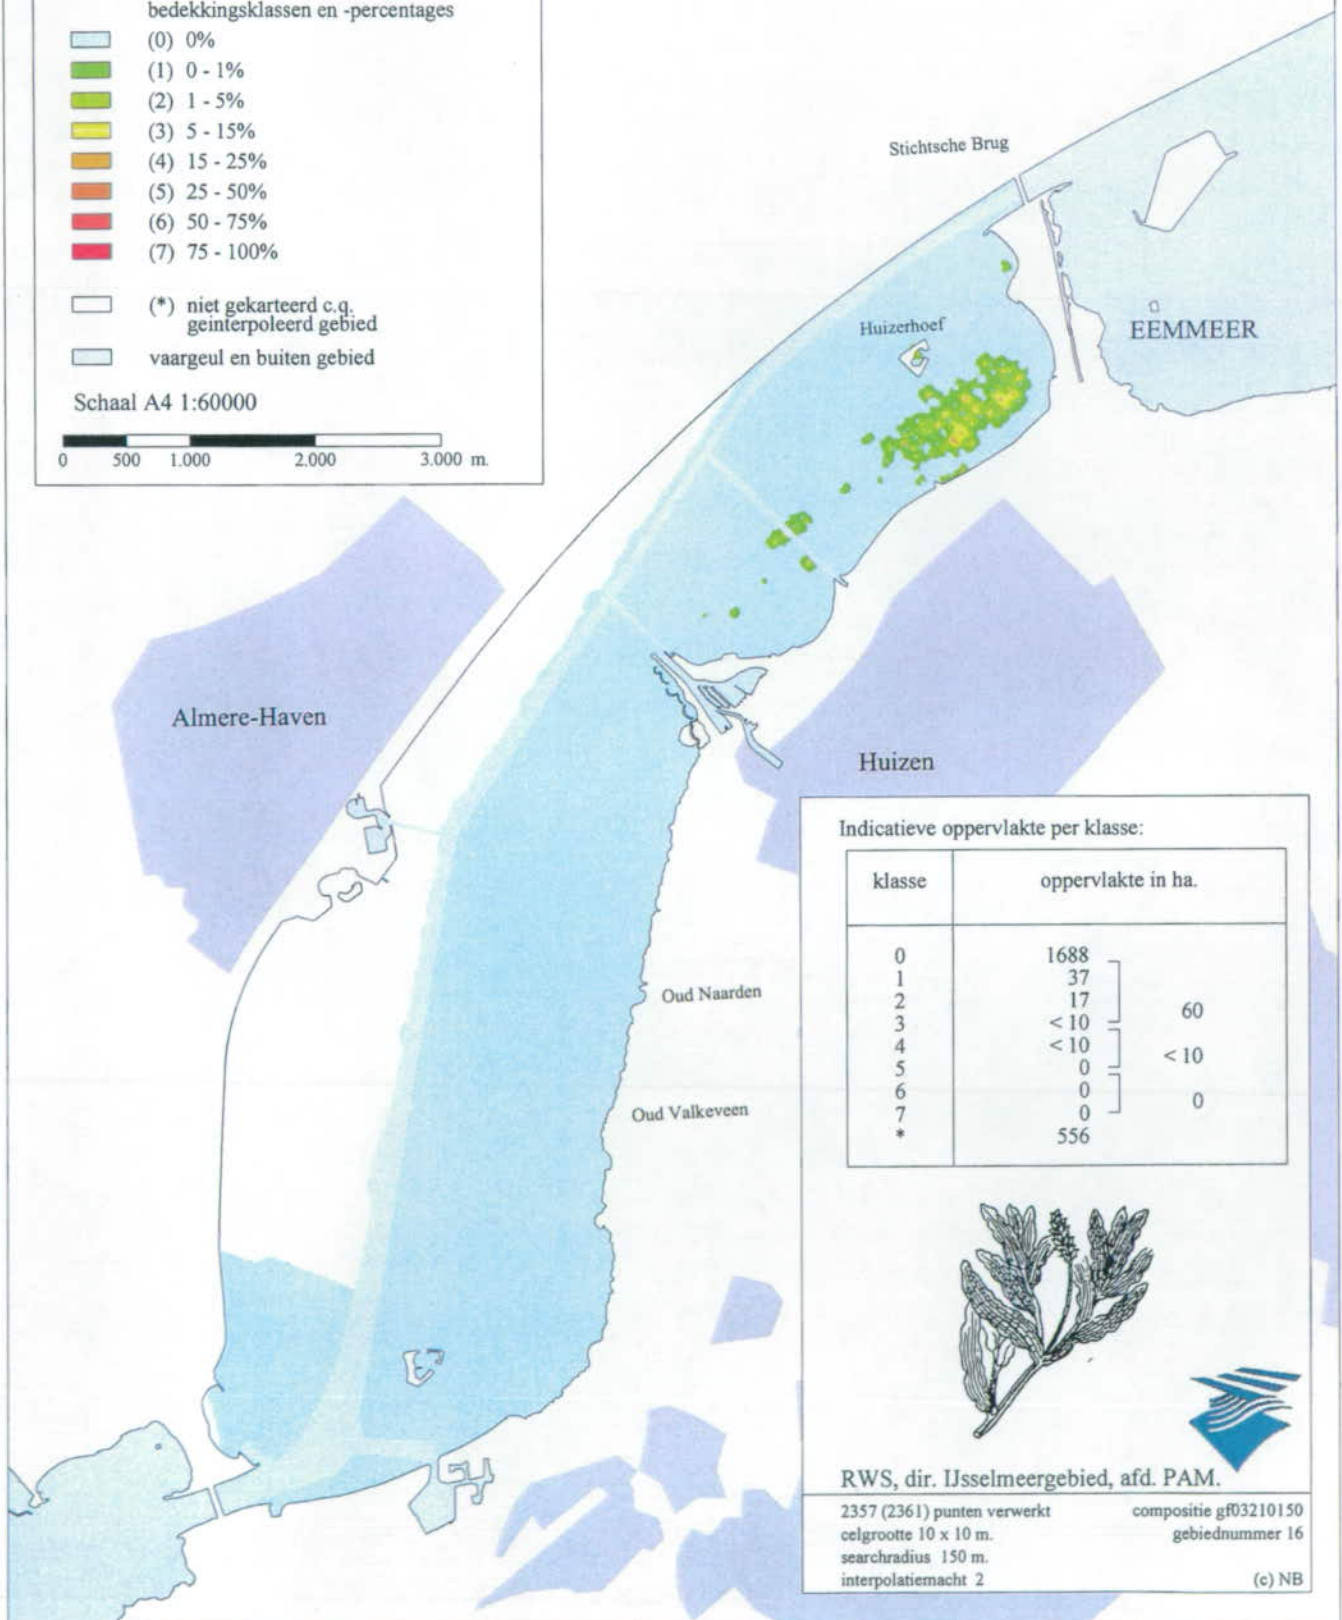 bedekkingsklassen en -percentages
(0) 0%
(1) 0 - 1%
(2) 1 - 5%
(3) 5 - 15%
(4) 15 - 25%
(5) 25 - 50%
(6) 50 - 75%
(7) 75 - 100%
(*) niet gekarteerd c.q.
geinterpoleerd gebied
vaargeul en buiten gebied
Schaal A4 1:60000
0 500 1.000 2.000 3.000 m.
Stichtsche Brug
Huizerhoef
EEMMEER
Almere-Haven
Huizen
Oud Naarden
Oud Valkeveen
Indicatieve oppervlakte per klasse:
klasse oppervlakte in ha.
0 1688
1 37
2 17
60
3 < 10
4 < 10
< 10
5 0
6 0
0
7 0
* 556
RWS, dir. IJsselmeergebied, afd. PAM.
2357 (2361) punten verwerkt compositie gf03210150
celgrootte 10 x 10 m. gebiednummer 16
searchradius 150 m.
interpolatiemacht 2 (c) NB